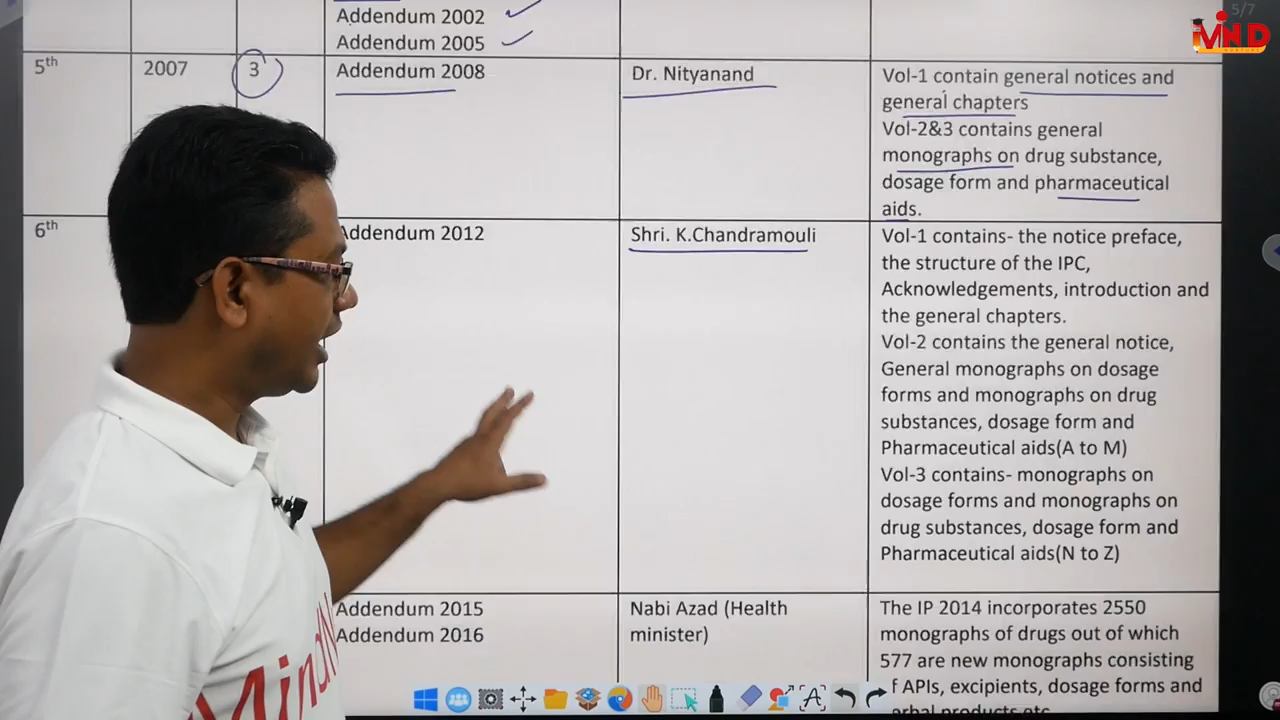 5/7
MIND
Addendum 2002
Addendum 2005
5th
2007
3
Addendum 2008
Dr. Nityanand
Vol-1 contain general notices and
general chapters
Vol-2&3 contains general
monographs on drug substance,
dosage form and pharmaceutical
aids.
6th
Addendum 2012
Shri. K.Chandramouli
Vol-1 contains- the notice preface,
the structure of the IPC,
Acknowledgements, introduction and
the general chapters.
Vol-2 contains the general notice,
General monographs on dosage
forms and monographs on drug
substances, dosage form and
Pharmaceutical aids(A to M)
Vol-3 contains- monographs on
dosage forms and monographs on
drug substances, dosage form and
Pharmaceutical aids(N to Z)
Addendum 2015
Addendum 2016
Nabi Azad (Health
minister)
The IP 2014 incorporates 2550
monographs of drugs out of which
577 are new monographs consisting
f APIs, excipients, dosage forms and